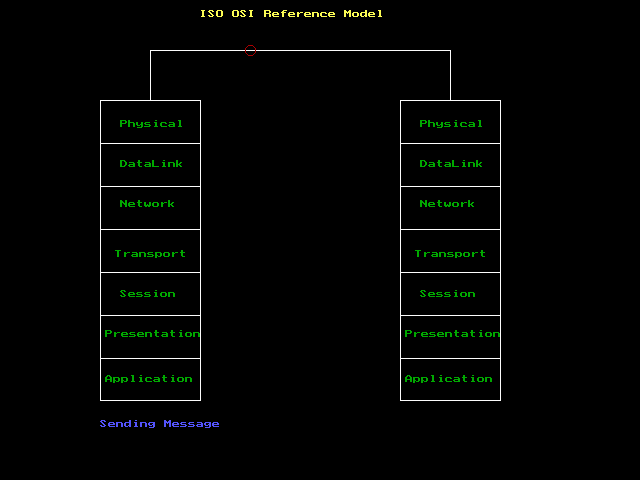 ISO OSI Reference Model
Physical
DataLink
Network
Transport
Session
Presentation
Application
Physical
DataLink
Network
Transport
Session
Presentation
Application
Sending Message